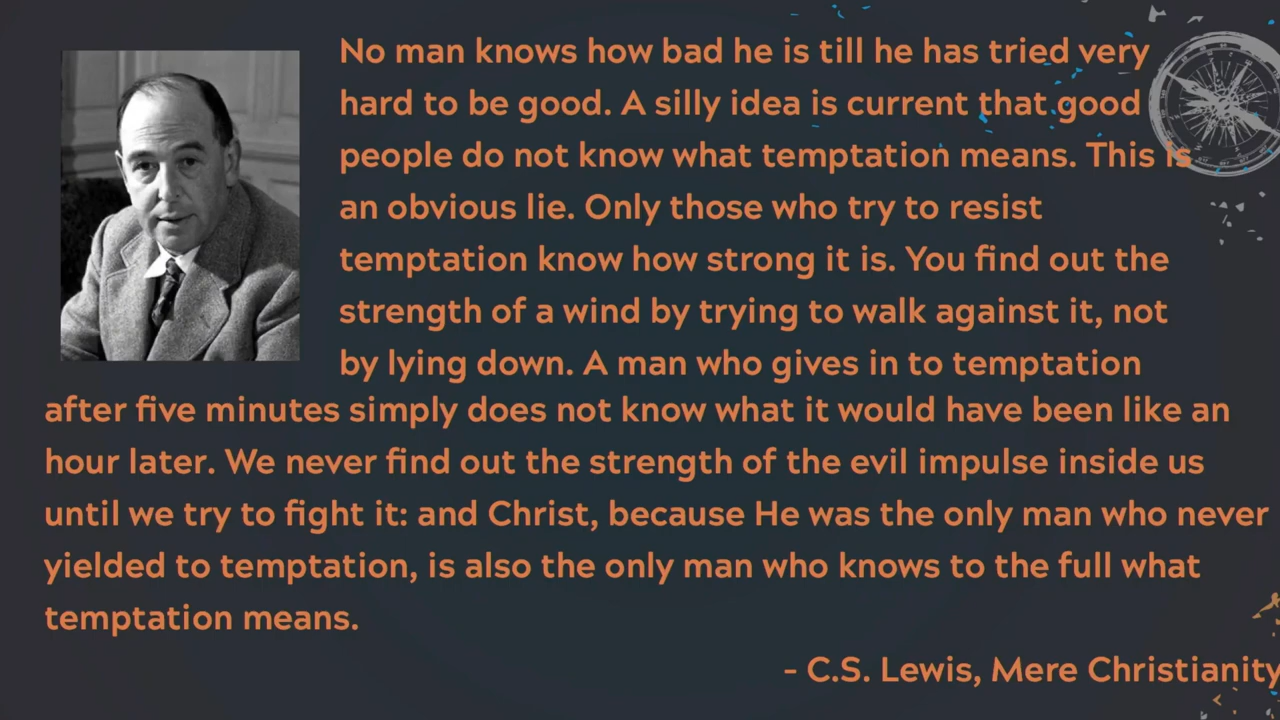 No man knows how bad he is till he has tried very
hard to be good. A silly idea is current that good
people do not know what temptation means. This is
an obvious lie. Only those who try to resist
temptation know how strong it is. You find out the
strength of a wind by trying to walk against it, not
by lying down. A man who gives in to temptation
after five minutes simply does not know what it would have been like an
hour later. We never find out the strength of the evil impulse inside us
until we try to fight it: and Christ, because He was the only man who never
yielded to temptation, is also the only man who knows to the full what
temptation means.
- C.S. Lewis, Mere Christianity